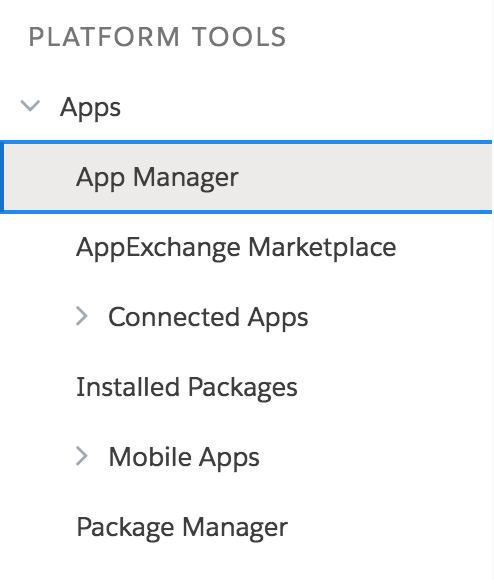 PLATFORM TOOLS
Apps
App Manager
AppExchange Marketplace
Connected Apps
Installed Packages
Mobile Apps
Package Manager